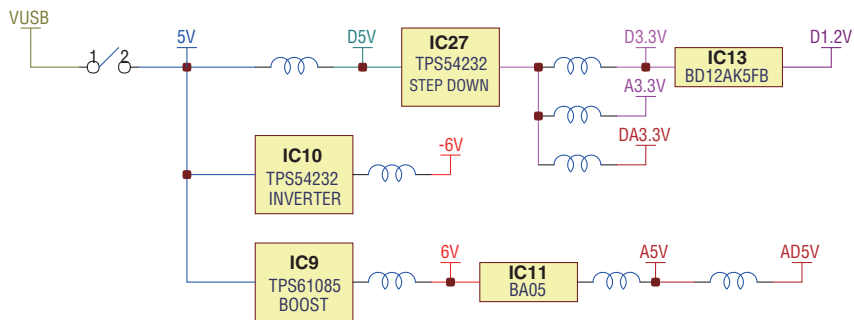 VUSB
1 2
5V
D5V
IC27
TPS54232
STEP DOWN
D3.3V
IC13
BD12AK5FB
D1.2V
A3.3V
DA3.3V
IC10
TPS54232
INVERTER
-6V
IC9
TPS61085
BOOST
6V
IC11
BA05
A5V
AD5V